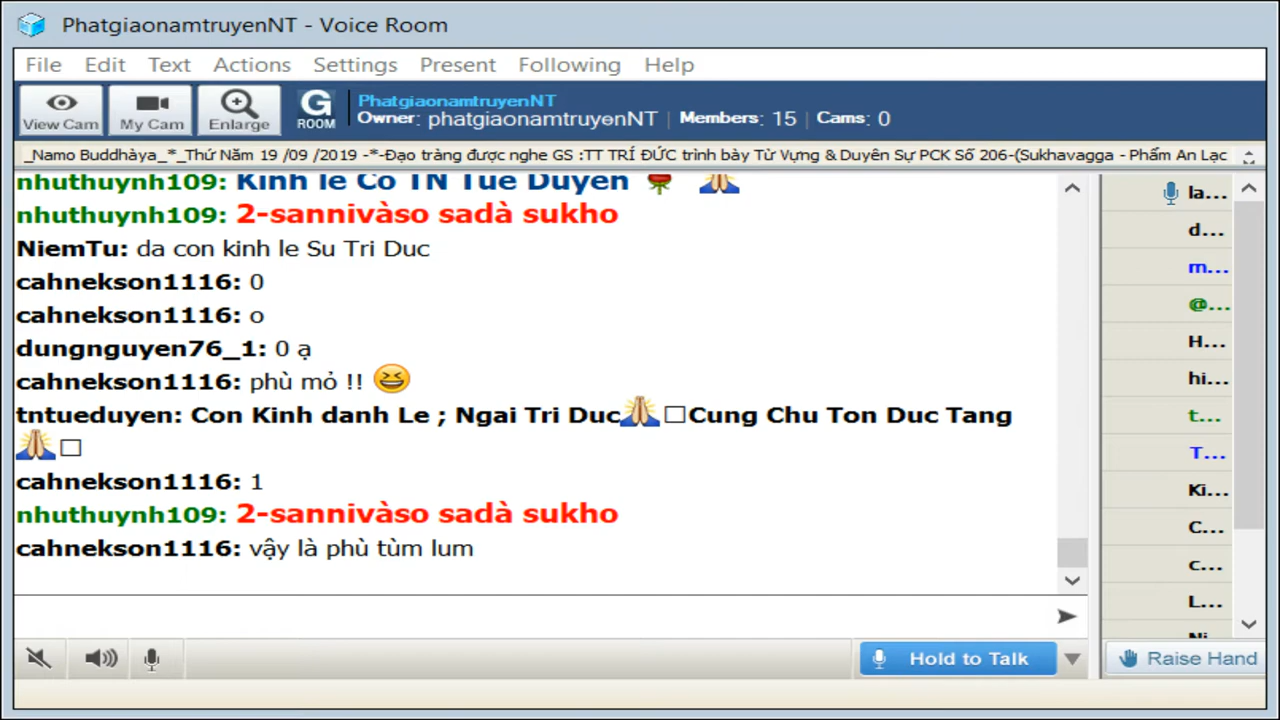 PhatgiaonamtruyenNT - Voice Room
File Edit Text Actions Settings Present Following Help
View Cam My Cam Enlarge G ROOM
PhatgiaonamtruyenNT
Owner: phatgiaonamtruyenNT Members: 15 Cams: 0
_Namo Buddhàya_*_Thứ Năm 19 /09 /2019 -*-Đạo tràng được nghe GS :TT TRÍ ĐỨC trình bày Từ Vựng & Duyên Sự PCK Số 206-(Sukhavagga - Phẩm An Lạc
nhuthuynh109: Kinh le Co TN Tue Duyen
nhuthuynh109: 2-sannivàso sadà sukho
NiemTu: da con kinh le Su Tri Duc
cahnekson1116: 0
cahnekson1116: o
dungnguyen76_1: 0 ạ
cahnekson1116: phù mỏ !! 😆
tntueduyen: Con Kinh danh Le ; Ngai Tri Duc🙏□Cung Chu Ton Duc Tang
🙏□
cahnekson1116: 1
nhuthuynh109: 2-sannivàso sadà sukho
cahnekson1116: vậy là phù tùm lum
la...
d...
m...
@...
H...
hi...
t...
T...
Ki...
C...
c...
L...
Hold to Talk
Raise Hand